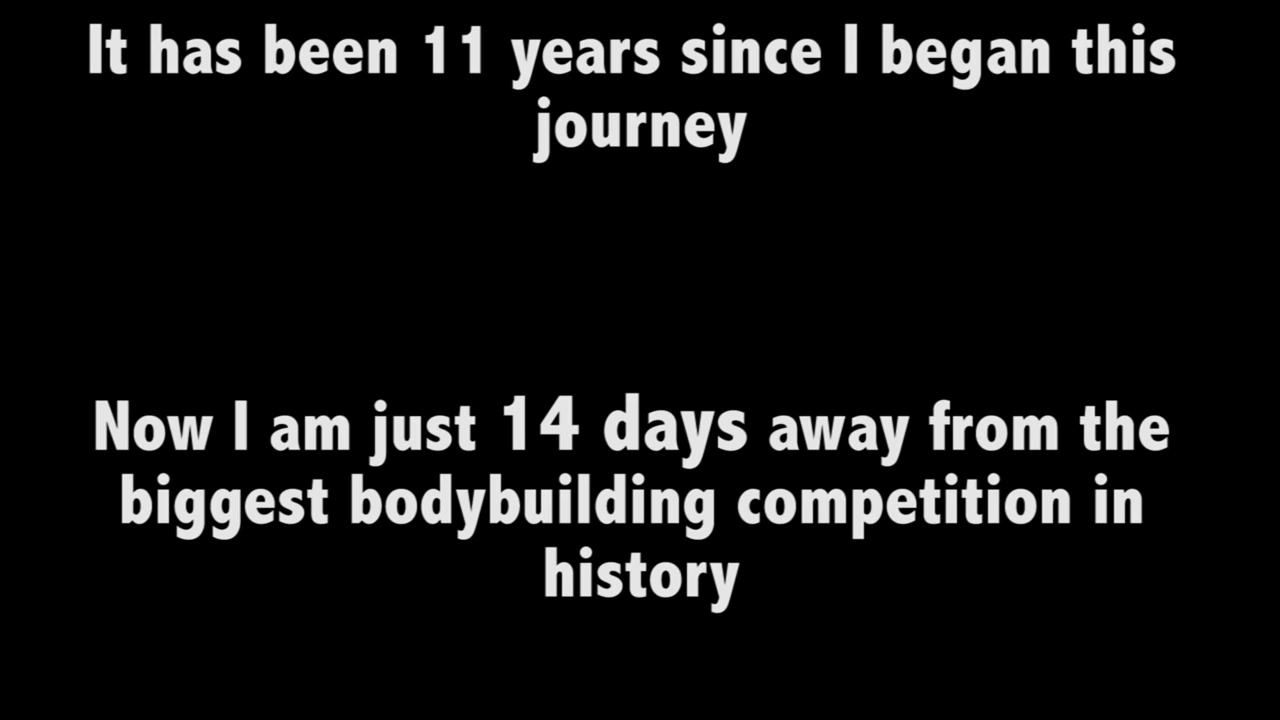 It has been 11 years since I began this
journey
Now I am just 14 days away from the
biggest bodybuilding competition in
history